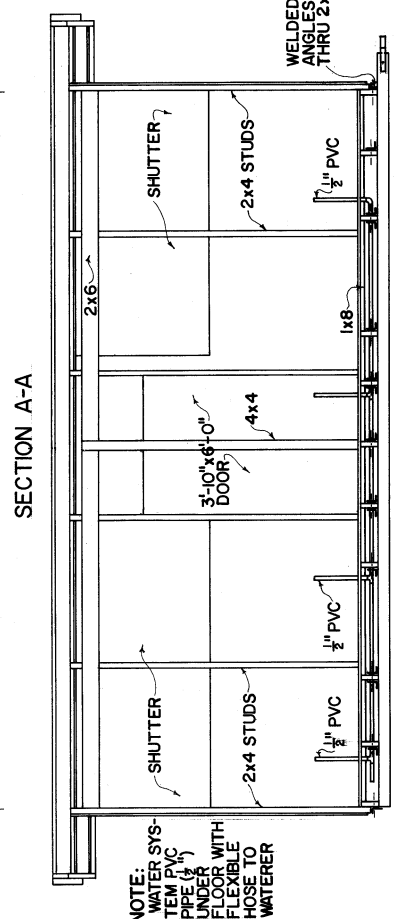 SECTION A-A
WELDED
ANGLES
THRU 2x
SHUTTER
2x4 STUDS
1/2" PVC
2x6
1x8
3'-10"x6'-0"
DOOR
4x4
1/2" PVC
SHUTTER
2x4 STUDS
1/2" PVC
NOTE:
WATER SYS-
TEM PVC
PIPE (1/2")
UNDER
FLOOR WITH
FLEXIBLE
HOSE TO
WATERER